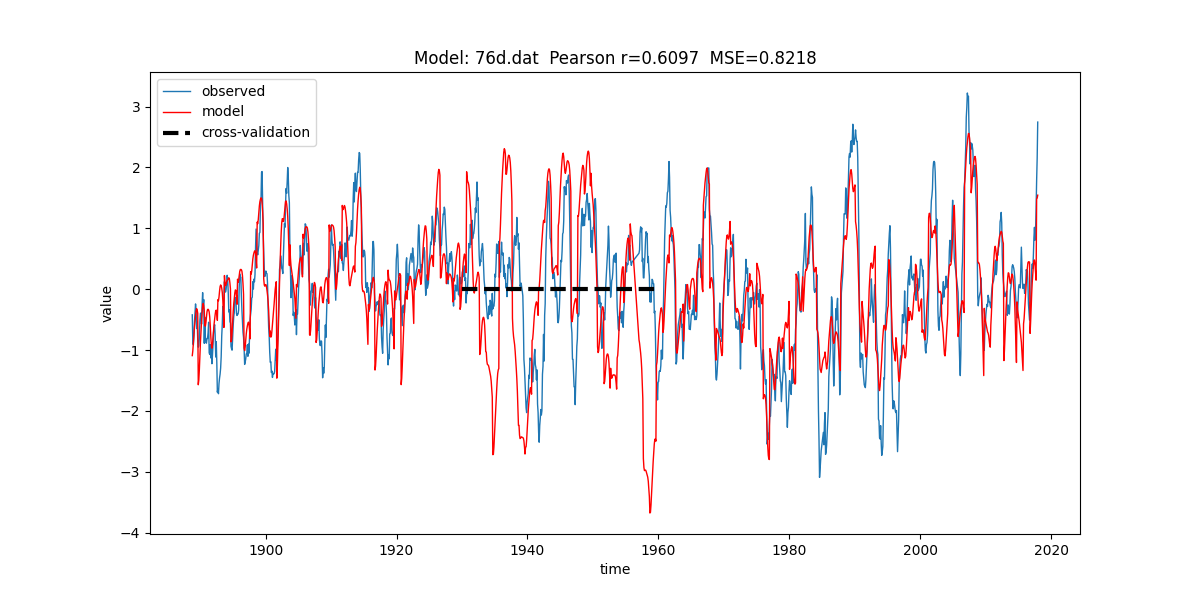 Model: 76d.dat  Pearson r=0.6097  MSE=0.8218
observed
model
cross-validation
3
2
1
0
−1
−2
−3
−4
value
1900
1920
1940
1960
1980
2000
2020
time